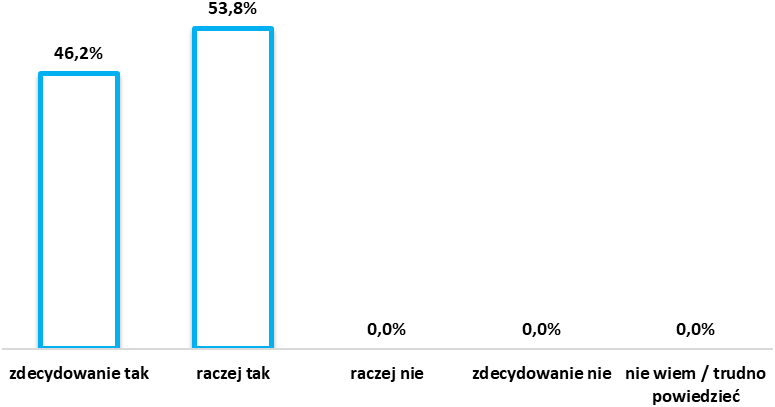 53,8%
46,2%
0,0% 0,0% 0,0%
zdecydowanie tak raczej tak raczej nie zdecydowanie nie nie wiem / trudno
powiedzieć